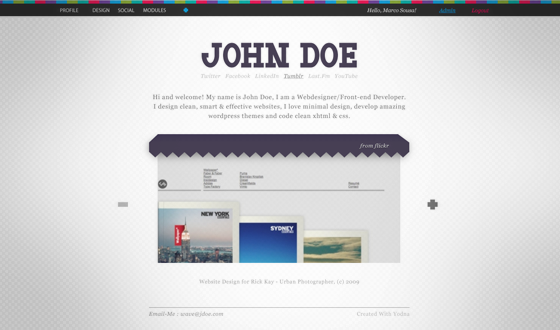 PROFILE DESIGN SOCIAL MODULES
Hello, Marco Sousa! Admin Logout
JOHN DOE
Twitter Facebook LinkedIn Tumblr Last.Fm YouTube
Hi and welcome! My name is John Doe, I am a Webdesigner/Front-end Developer.
I design clean, smart & effective websites, I love minimal design, develop amazing
wordpress themes and code clean xhtml & css.
from flickr
NEW YORK
SYDNEY
Website Design for Rick Kay - Urban Photographer. (c) 2009
Email-Me : wave@jdoe.com
Created With